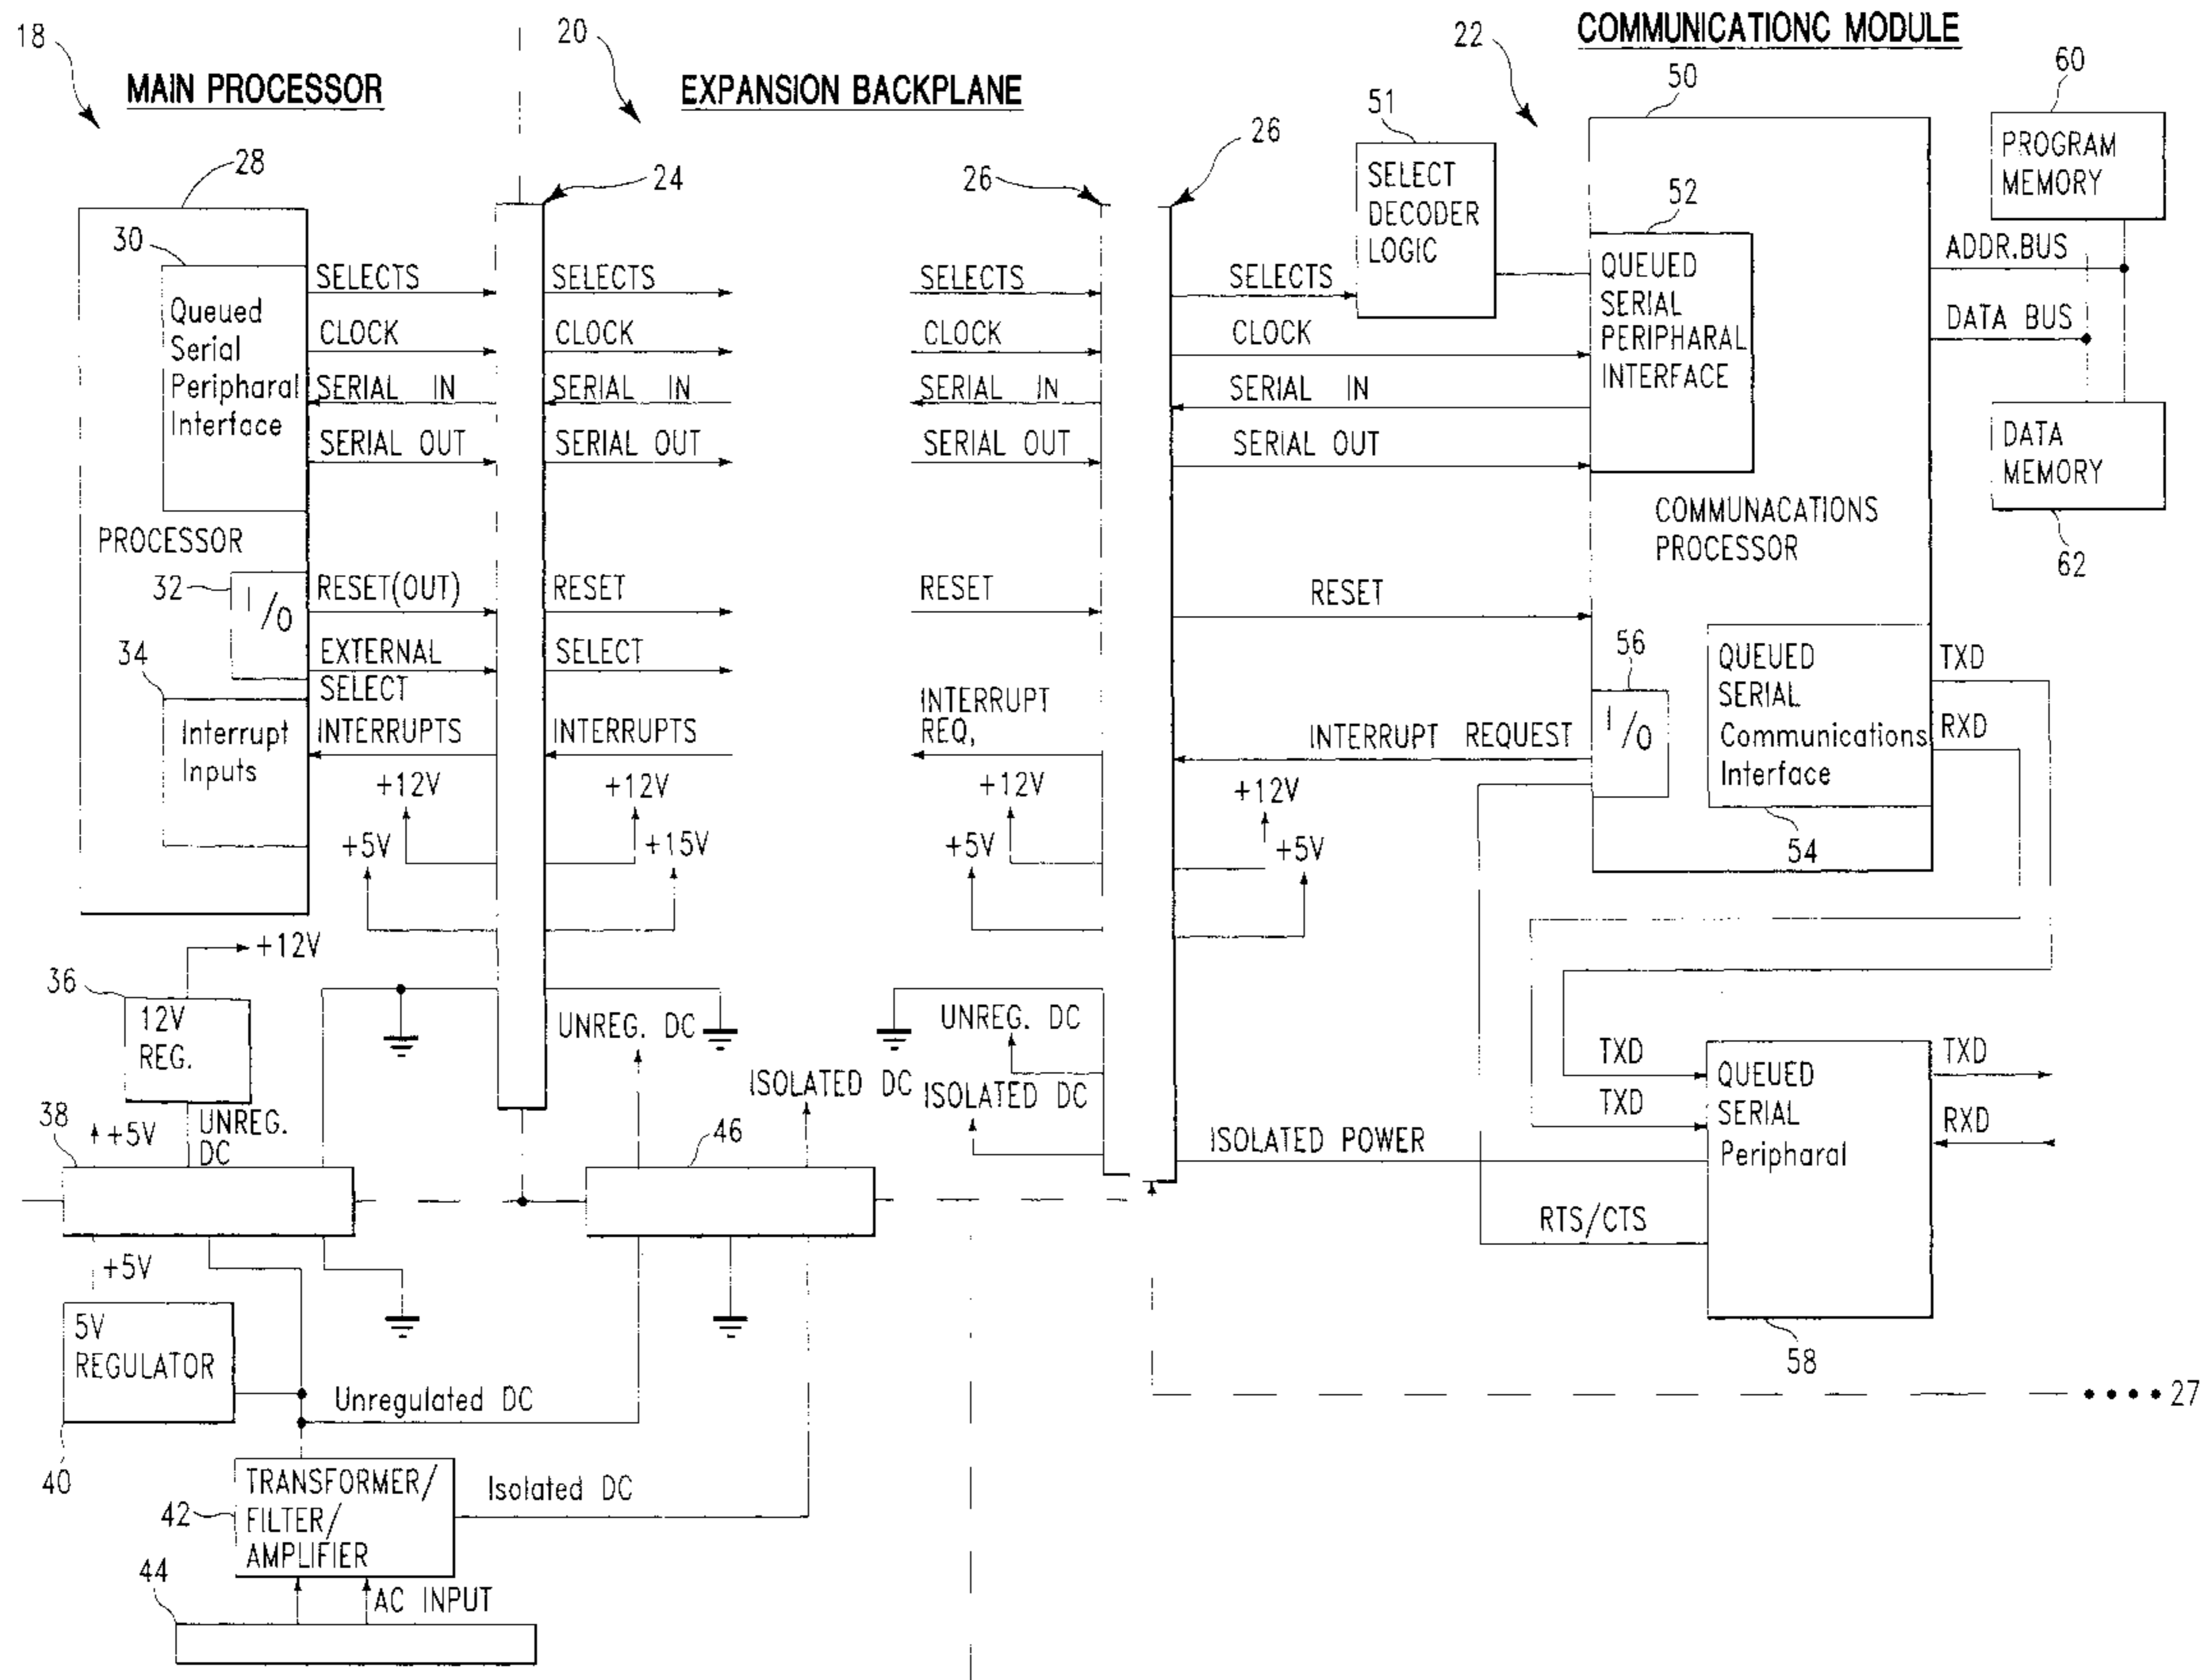 18
MAIN PROCESSOR
20
EXPANSION BACKPLANE
22
COMMUNICATIONC MODULE
28
30
Queued
Serial
Peripharal
Interface
PROCESSOR
32
I/O
34
Interrupt
Inputs
SELECTS
CLOCK
SERIAL IN
SERIAL OUT
RESET(OUT)
EXTERNAL
SELECT
INTERRUPTS
+12V
+5V
24
SELECTS
CLOCK
SERIAL IN
SERIAL OUT
RESET
SELECT
INTERRUPTS
+12V
+15V
26
SELECTS
CLOCK
SERIAL IN
SERIAL OUT
RESET
INTERRUPT
REQ,
+12V
+5V
26
SELECTS
CLOCK
SERIAL IN
SERIAL OUT
RESET
INTERRUPT REQUEST
+12V
+5V
51
SELECT
DECODER
LOGIC
50
52
QUEUED
SERIAL
PERIPHARAL
INTERFACE
COMMUNACATIONS
PROCESSOR
56
I/O
QUEUED
SERIAL
Communications
Interface
54
TXD
RXD
60
PROGRAM
MEMORY
ADDR.BUS
DATA BUS
DATA
MEMORY
62
+12V
36
12V
REG.
UNREG.
DC
38
+5V
+5V
5V
REGULATOR
40
UNREG. DC
ISOLATED DC
46
UNREG. DC
ISOLATED DC
ISOLATED POWER
RTS/CTS
TXD
TXD
QUEUED
SERIAL
Peripharal
TXD
RXD
58
27
Unregulated DC
42
TRANSFORMER/
FILTER/
AMPLIFIER
Isolated DC
44
AC INPUT